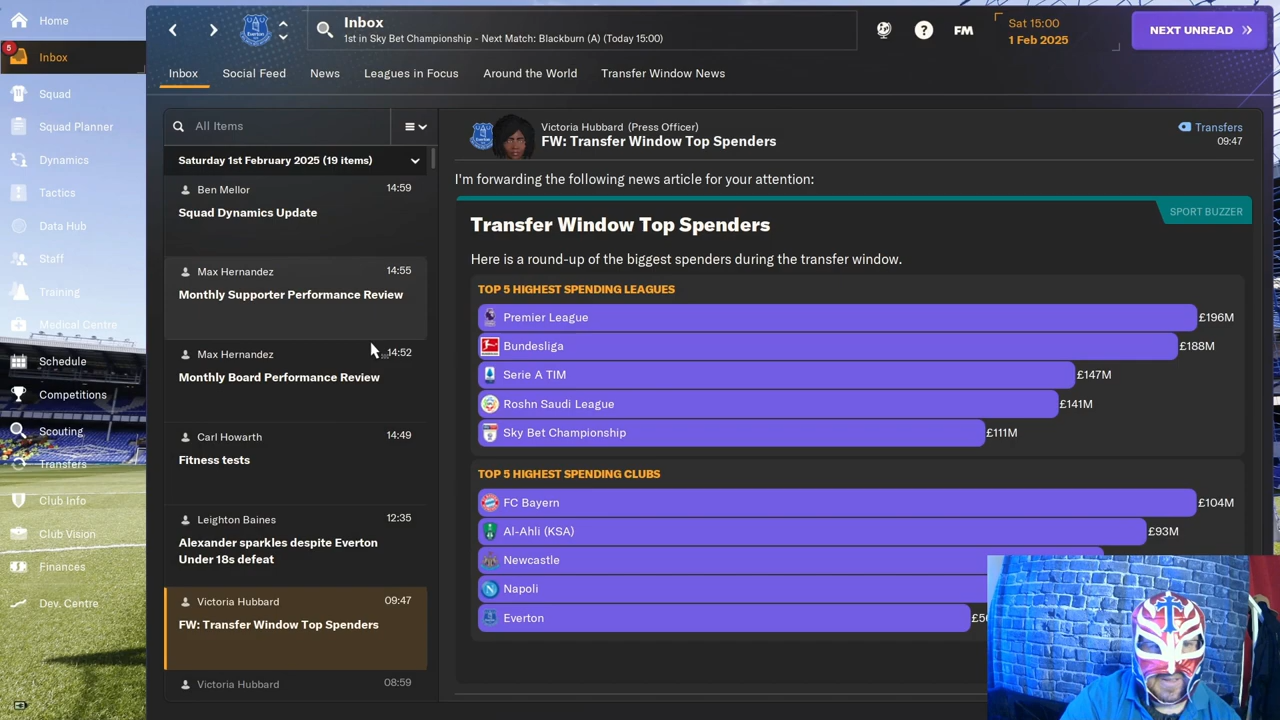 Home
5
Inbox
Squad
Squad Planner
Dynamics
Tactics
Data Hub
Staff
Training
Medical Centre
Schedule
Competitions
Scouting
Transfers
Club Info
Club Vision
Finances
Dev. Centre
Inbox
1st in Sky Bet Championship - Next Match: Blackburn (A) (Today 15:00)
?
FM
Sat 15:00
1 Feb 2025
NEXT UNREAD
Inbox
Social Feed
News
Leagues in Focus
Around the World
Transfer Window News
All Items
Saturday 1st February 2025 (19 items)
Ben Mellor 14:59
Squad Dynamics Update
Max Hernandez 14:55
Monthly Supporter Performance Review
Max Hernandez 14:52
Monthly Board Performance Review
Carl Howarth 14:49
Fitness tests
Leighton Baines 12:35
Alexander sparkles despite Everton
Under 18s defeat
Victoria Hubbard 09:47
FW: Transfer Window Top Spenders
Victoria Hubbard 08:59
Victoria Hubbard (Press Officer)
FW: Transfer Window Top Spenders
Transfers
09:47
I'm forwarding the following news article for your attention:
SPORT BUZZER
Transfer Window Top Spenders
Here is a round-up of the biggest spenders during the transfer window.
TOP 5 HIGHEST SPENDING LEAGUES
Premier League £196M
Bundesliga £188M
Serie A TIM £147M
Roshn Saudi League £141M
Sky Bet Championship £111M
TOP 5 HIGHEST SPENDING CLUBS
FC Bayern £104M
Al-Ahli (KSA) £93M
Newcastle
Napoli
Everton